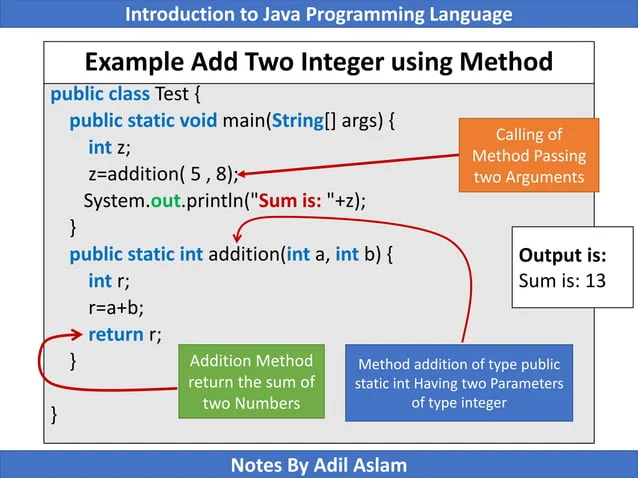 Introduction to Java Programming Language
Example Add Two Integer using Method
public class Test {
public static void main(String[] args) {
int z;
z=addition( 5 , 8);
System.out.println("Sum is: "+z);
}
public static int addition(int a, int b) {
int r;
r=a+b;
return r;
}
}
Calling of
Method Passing
two Arguments
Output is:
Sum is: 13
Addition Method
return the sum of
two Numbers
Method addition of type public
static int Having two Parameters
of type integer
Notes By Adil Aslam